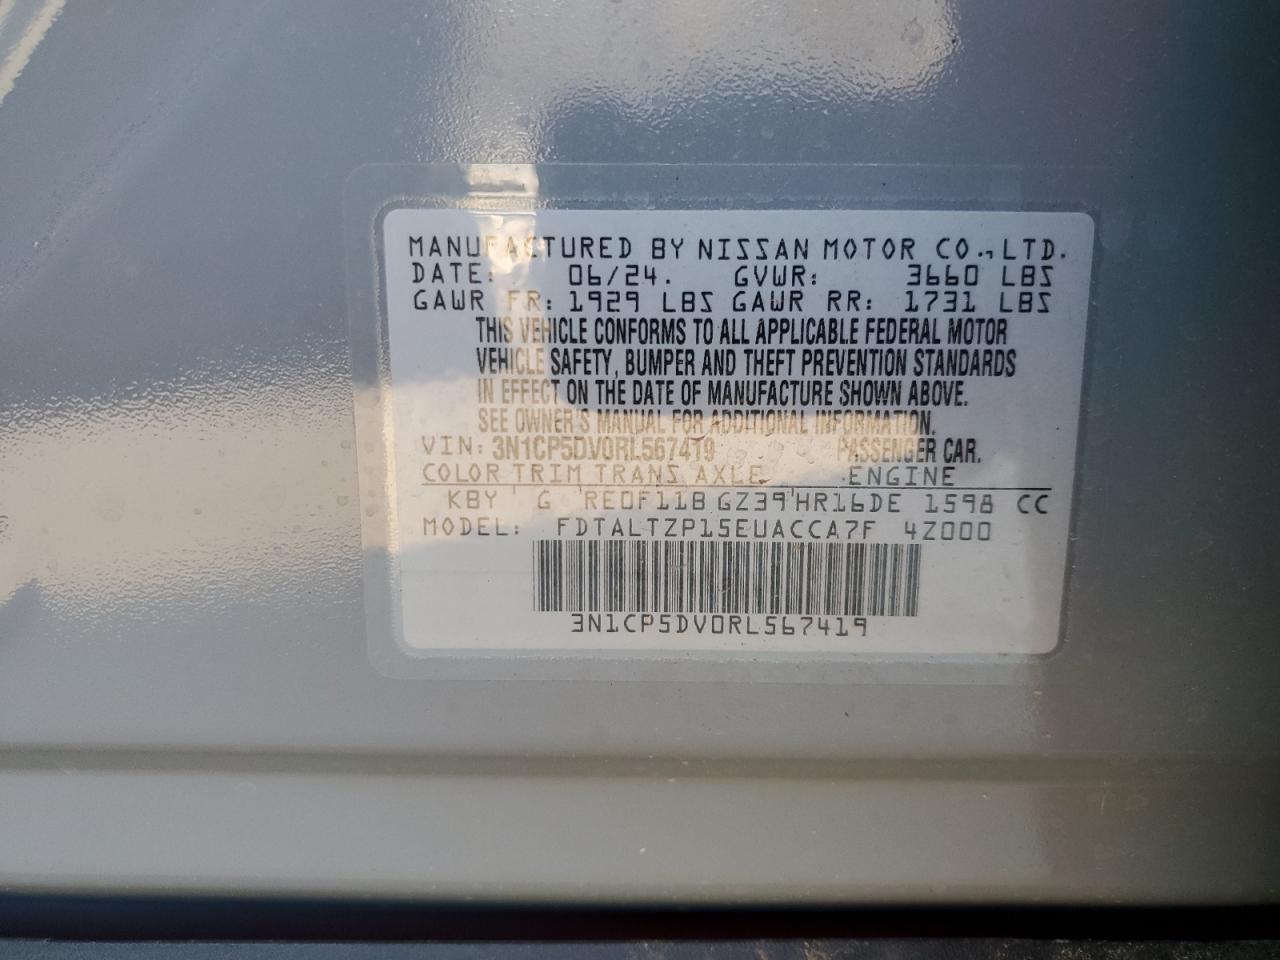 MANUFACTURED BY NISSAN MOTOR CO.,LTD.
DATE: 06/24. GVWR: 3660 LBS
GAWR FR: 1929 LBS GAWR RR: 1731 LBS
THIS VEHICLE CONFORMS TO ALL APPLICABLE FEDERAL MOTOR
VEHICLE SAFETY, BUMPER AND THEFT PREVENTION STANDARDS
IN EFFECT ON THE DATE OF MANUFACTURE SHOWN ABOVE.
SEE OWNER'S MANUAL FOR ADDITIONAL INFORMATION.
VIN: 3N1CP5DV0RL567419 PASSENGER CAR.
COLOR TRIM TRANS AXLE ENGINE
KBY G RE0F11B GZ39 HR16DE 1598 CC
MODEL: FDTALTZP15EUACCA7F 4Z000
3N1CP5DV0RL567419